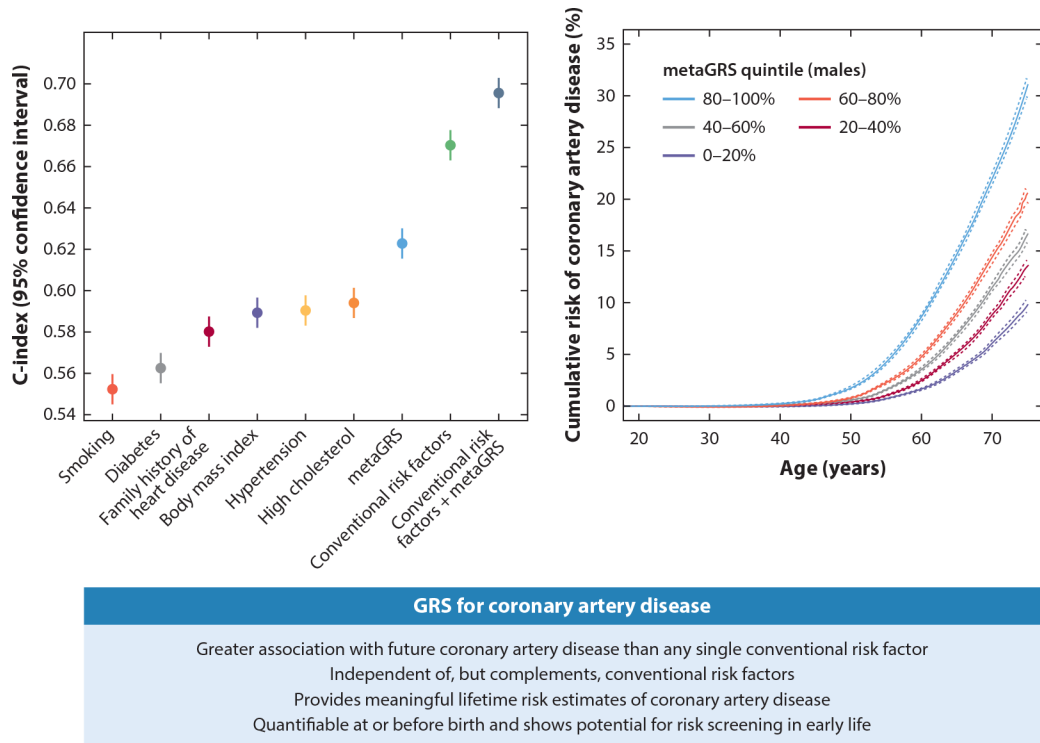 C-index (95% confidence interval)
0.70
0.68
0.66
0.64
0.62
0.60
0.58
0.56
0.54
Smoking
Diabetes
Family history of
heart disease
Body mass index
Hypertension
High cholesterol
metaGRS
Conventional risk factors
Conventional risk
factors + metaGRS
Cumulative risk of coronary artery disease (%)
35
30
25
20
15
10
5
0
metaGRS quintile (males)
80–100% 60–80%
40–60% 20–40%
0–20%
20 30 40 50 60 70
Age (years)
GRS for coronary artery disease
Greater association with future coronary artery disease than any single conventional risk factor
Independent of, but complements, conventional risk factors
Provides meaningful lifetime risk estimates of coronary artery disease
Quantifiable at or before birth and shows potential for risk screening in early life